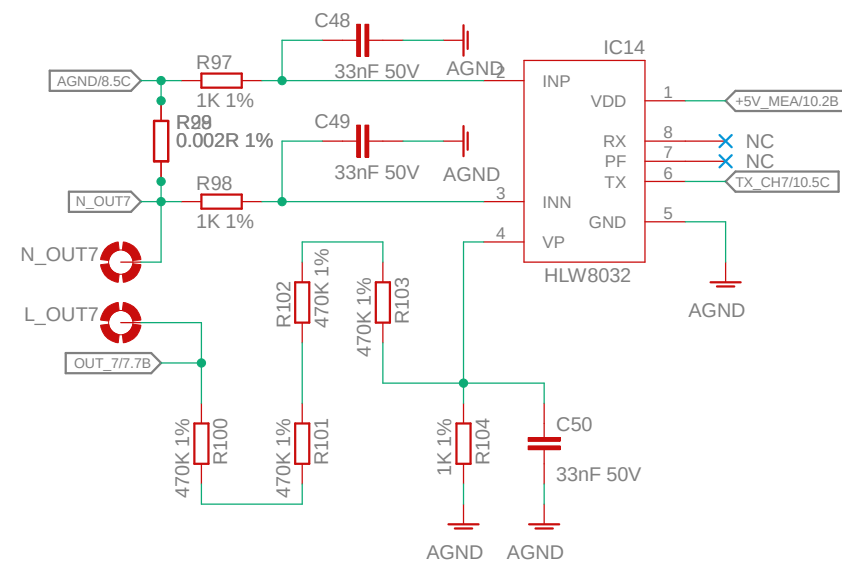 C48
33nF 50V
AGND
R97
1K 1%
AGND/8.5C
0.002R 1%
C49
33nF 50V
AGND
R98
1K 1%
N_OUT7
N_OUT7
L_OUT7
OUT_7/7.7B
IC14
2
INP
VDD
1
+5V_MEA/10.2B
RX
8
NC
PF
7
NC
TX
6
TX_CH7/10.5C
3
INN
GND
5
4
VP
HLW8032
AGND
R102
470K 1%
470K 1%
R103
470K 1%
R100
470K 1%
R101
1K 1%
R104
C50
33nF 50V
AGND
AGND